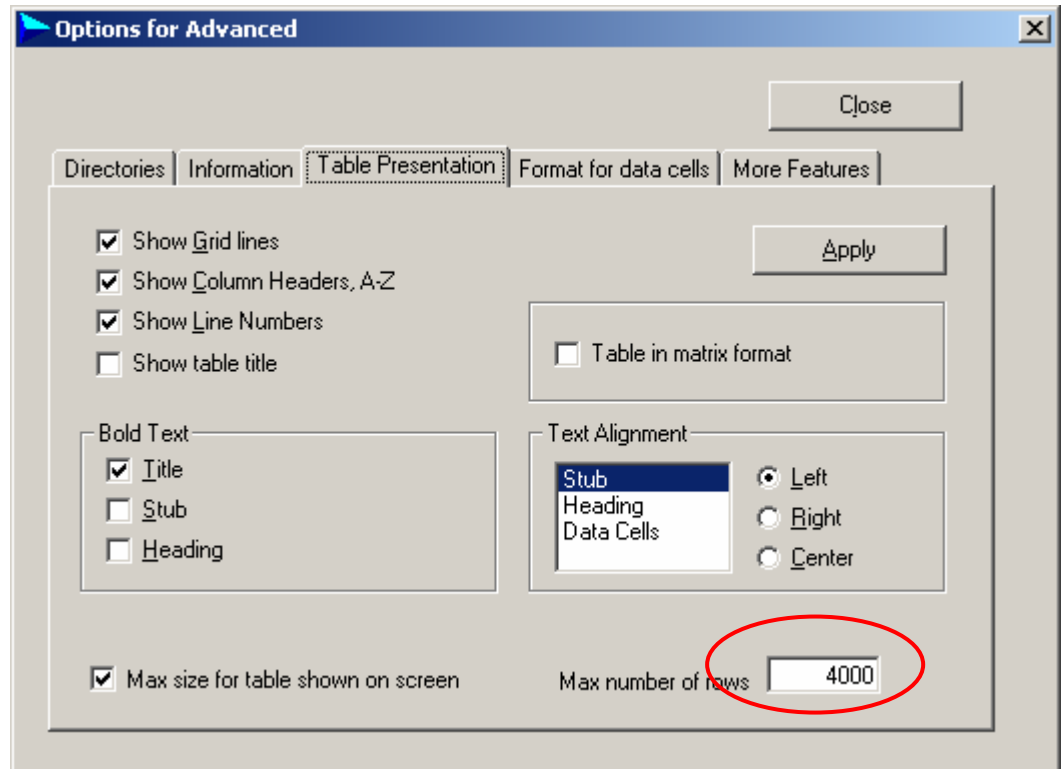 Options for Advanced
Close
Directories Information Table Presentation Format for data cells More Features
Show Grid lines
Apply
Show Column Headers, A-Z
Show Line Numbers
Show table title
Table in matrix format
Bold Text
Title
Stub
Heading
Text Alignment
Stub
Heading
Data Cells
Left
Right
Center
Max size for table shown on screen
Max number of rows 4000